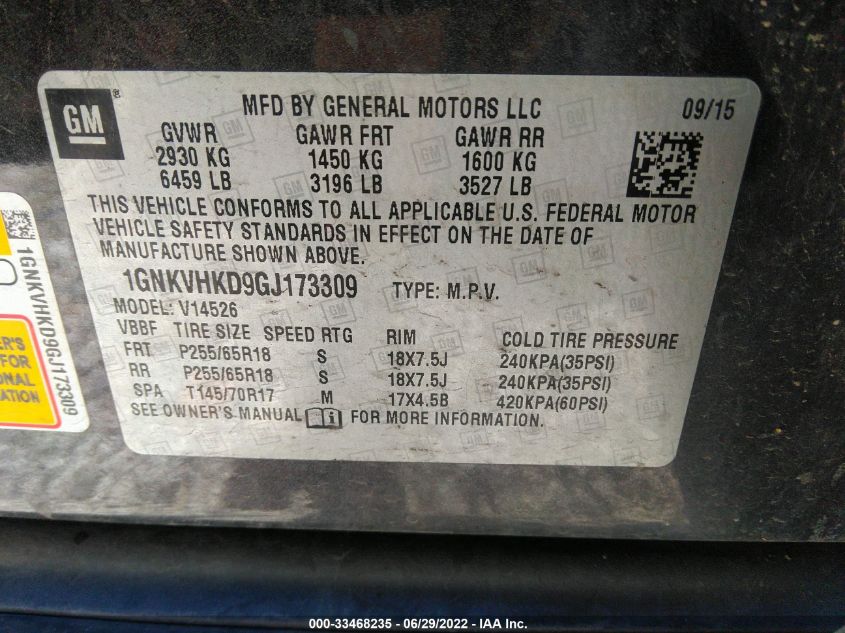 GM ®
MFD BY GENERAL MOTORS LLC 09/15
GVWR GAWR FRT GAWR RR
2930 KG 1450 KG 1600 KG
6459 LB 3196 LB 3527 LB
THIS VEHICLE CONFORMS TO ALL APPLICABLE U.S. FEDERAL MOTOR
VEHICLE SAFETY STANDARDS IN EFFECT ON THE DATE OF
MANUFACTURE SHOWN ABOVE.
1GNKVHKD9GJ173309 TYPE: M.P.V.
MODEL: V14526
VBBF TIRE SIZE SPEED RTG RIM COLD TIRE PRESSURE
FRT P255/65R18 S 18X7.5J 240KPA(35PSI)
RR P255/65R18 S 18X7.5J 240KPA(35PSI)
SPA T145/70R17 M 17X4.5B 420KPA(60PSI)
SEE OWNER'S MANUAL FOR MORE INFORMATION.
1GNKVHKD9GJ173309
FOR
000-33468235 - 06/29/2022 - IAA Inc.